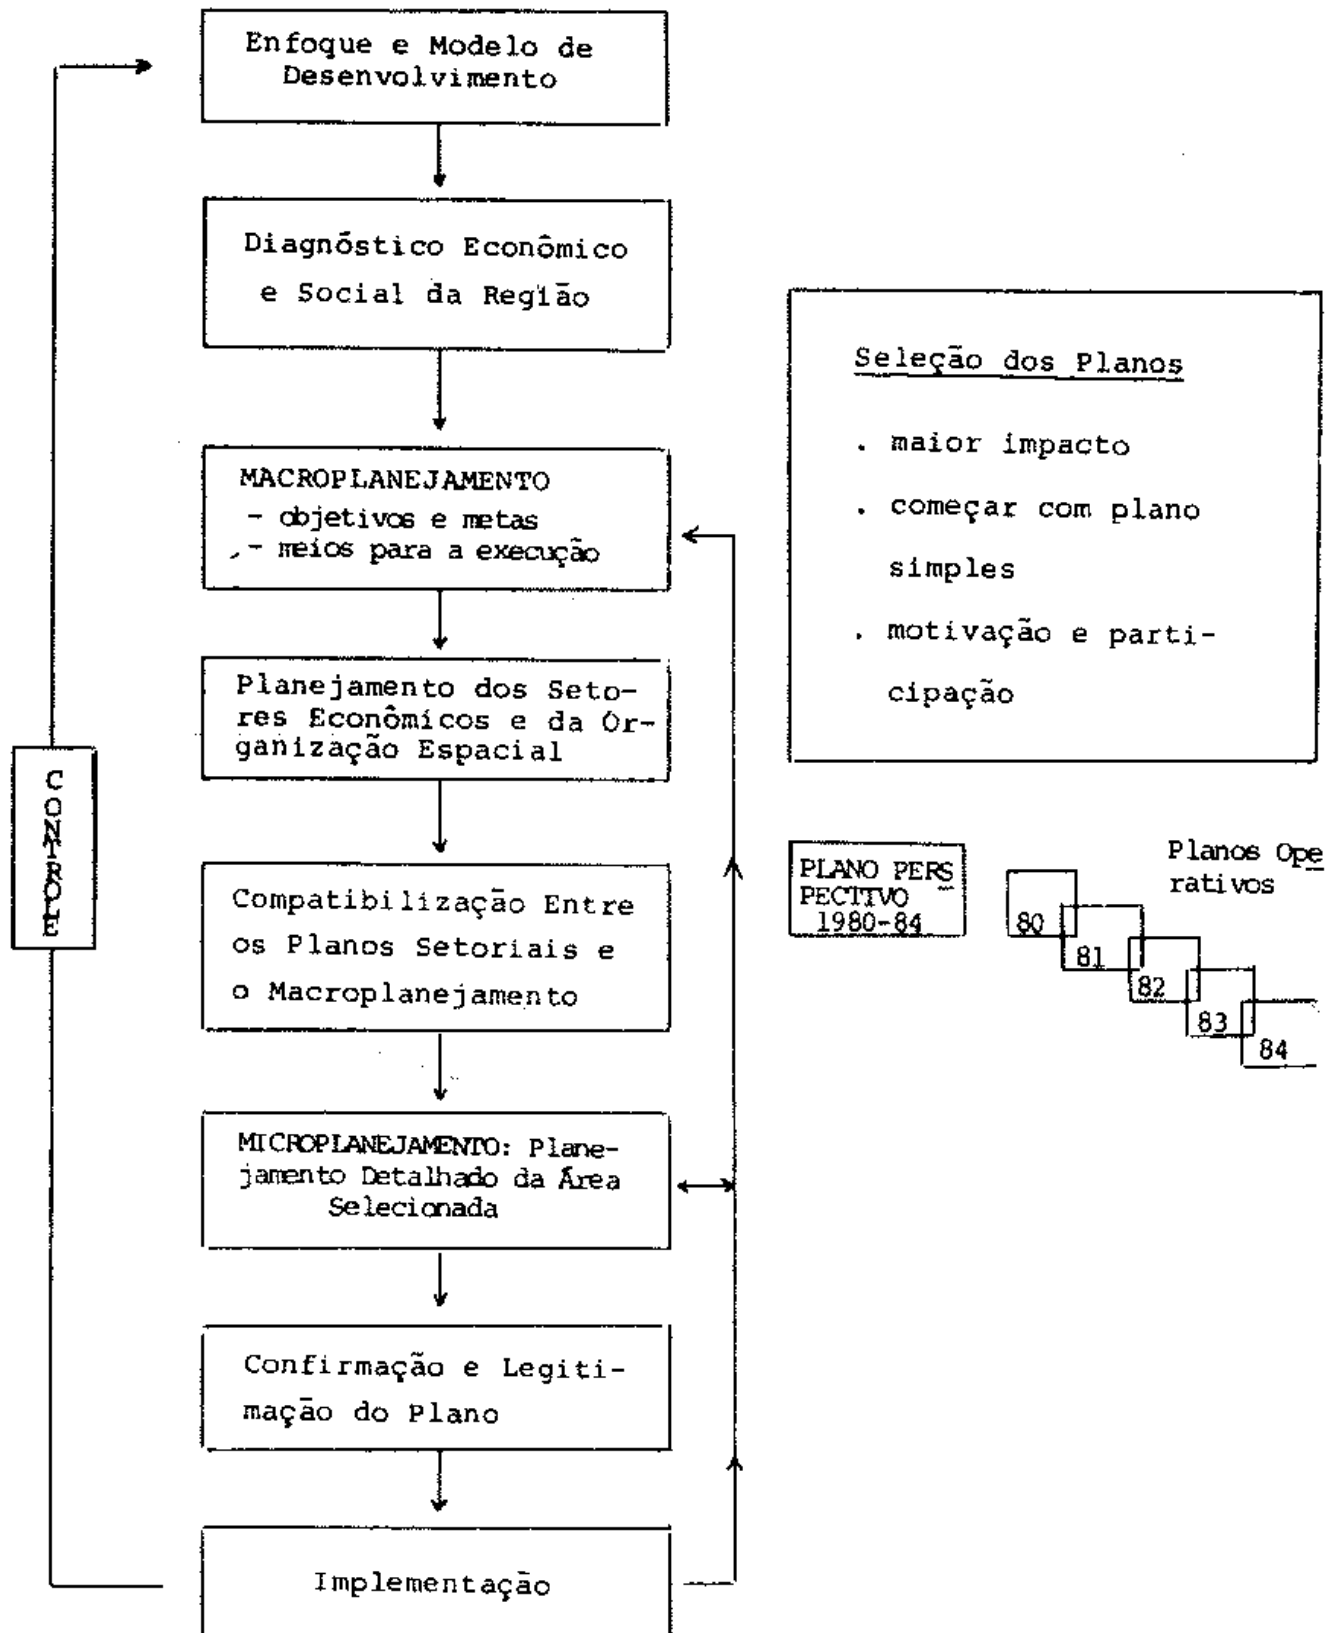 Enfoque e Modelo de
Desenvolvimento
Diagnóstico Econômico
e Social da Região
MACROPLANEJAMENTO
- objetivos e metas
- meios para a execução
Planejamento dos Seto-
res Econômicos e da Or-
ganização Espacial
CONTROLE
Compatibilização Entre
os Planos Setoriais e
o Macroplanejamento
MICROPLANEJAMENTO: Plane-
jamento Detalhado da Área
Selecionada
Confirmação e Legiti-
mação do Plano
Implementação
Seleção dos Planos
. maior impacto
. começar com plano
simples
. motivação e parti-
cipação
PLANO PERS
PECTIVO
1980-84
Planos Ope
rativos
80
81
82
83
84